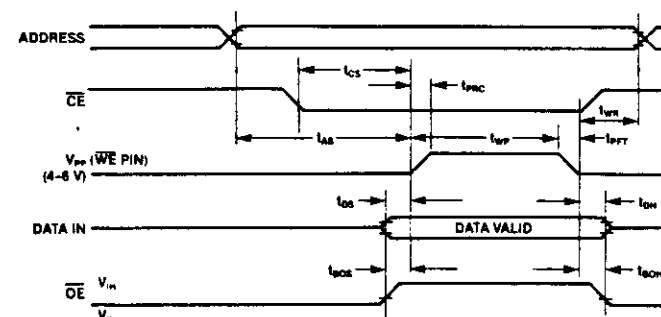 ADDRESS
tCS
tPRC
CE
tWR
tAS
tWP
tPFT
VPP (WE PIN)
(4–6 V)
tDS
tDH
DATA IN
DATA VALID
tBOS
tBOH
OE
VIH